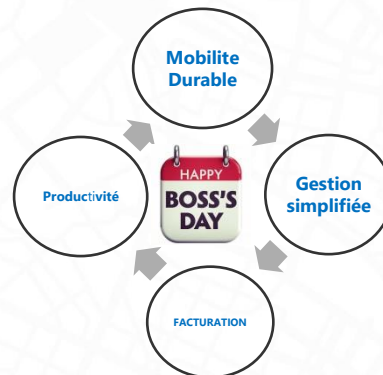 Mobilite
Durable
HAPPY
BOSS'S
DAY
Productivité
Gestion
simplifiée
FACTURATION